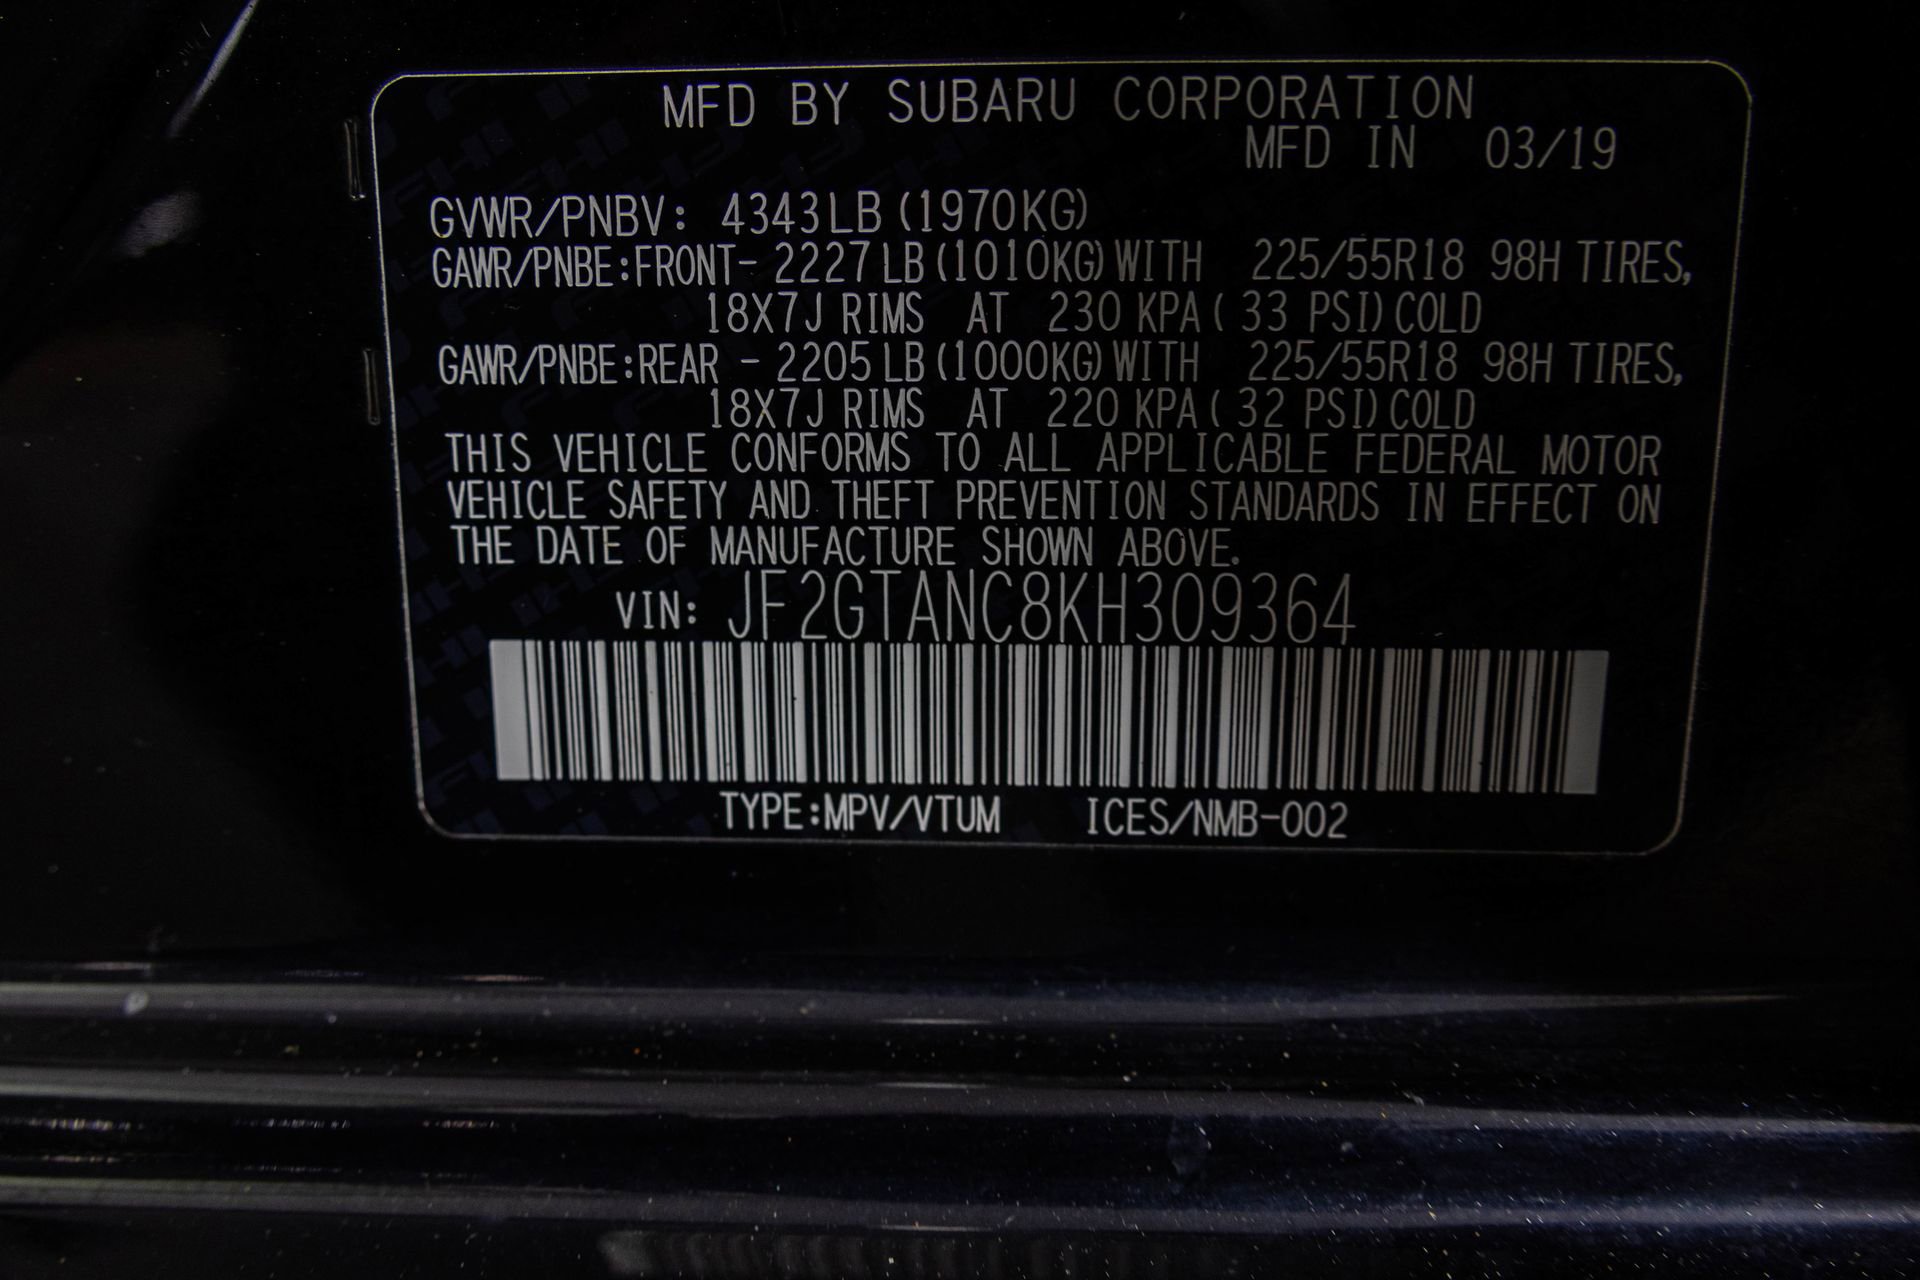 MFD BY SUBARU CORPORATION
MFD IN 03/19
GVWR/PNBV: 4343LB (1970KG)
GAWR/PNBE:FRONT- 2227 LB (1010KG) WITH 225/55R18 98H TIRES,
18X7J RIMS AT 230 KPA ( 33 PSI) COLD
GAWR/PNBE:REAR - 2205 LB (1000KG) WITH 225/55R18 98H TIRES,
18X7J RIMS AT 220 KPA ( 32 PSI) COLD
THIS VEHICLE CONFORMS TO ALL APPLICABLE FEDERAL MOTOR
VEHICLE SAFETY AND THEFT PREVENTION STANDARDS IN EFFECT ON
THE DATE OF MANUFACTURE SHOWN ABOVE.
VIN: JF2GTANC8KH309364
TYPE:MPV/VTUM ICES/NMB-002